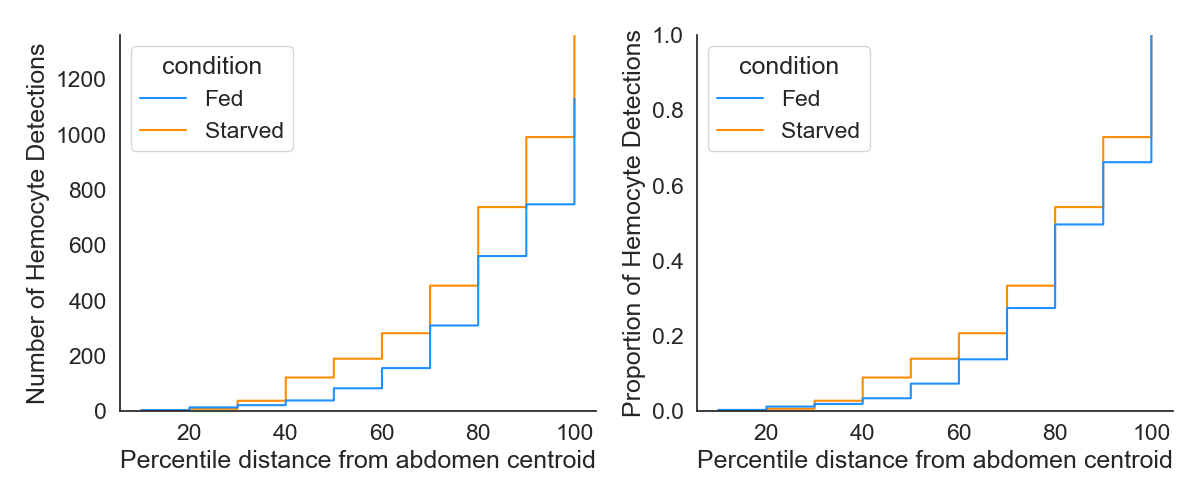 Number of Hemocyte Detections
1200
1000
800
600
400
200
0
condition
Fed
Starved
20 40 60 80 100
Percentile distance from abdomen centroid
Proportion of Hemocyte Detections
1.0
0.8
0.6
0.4
0.2
0.0
condition
Fed
Starved
20 40 60 80 100
Percentile distance from abdomen centroid